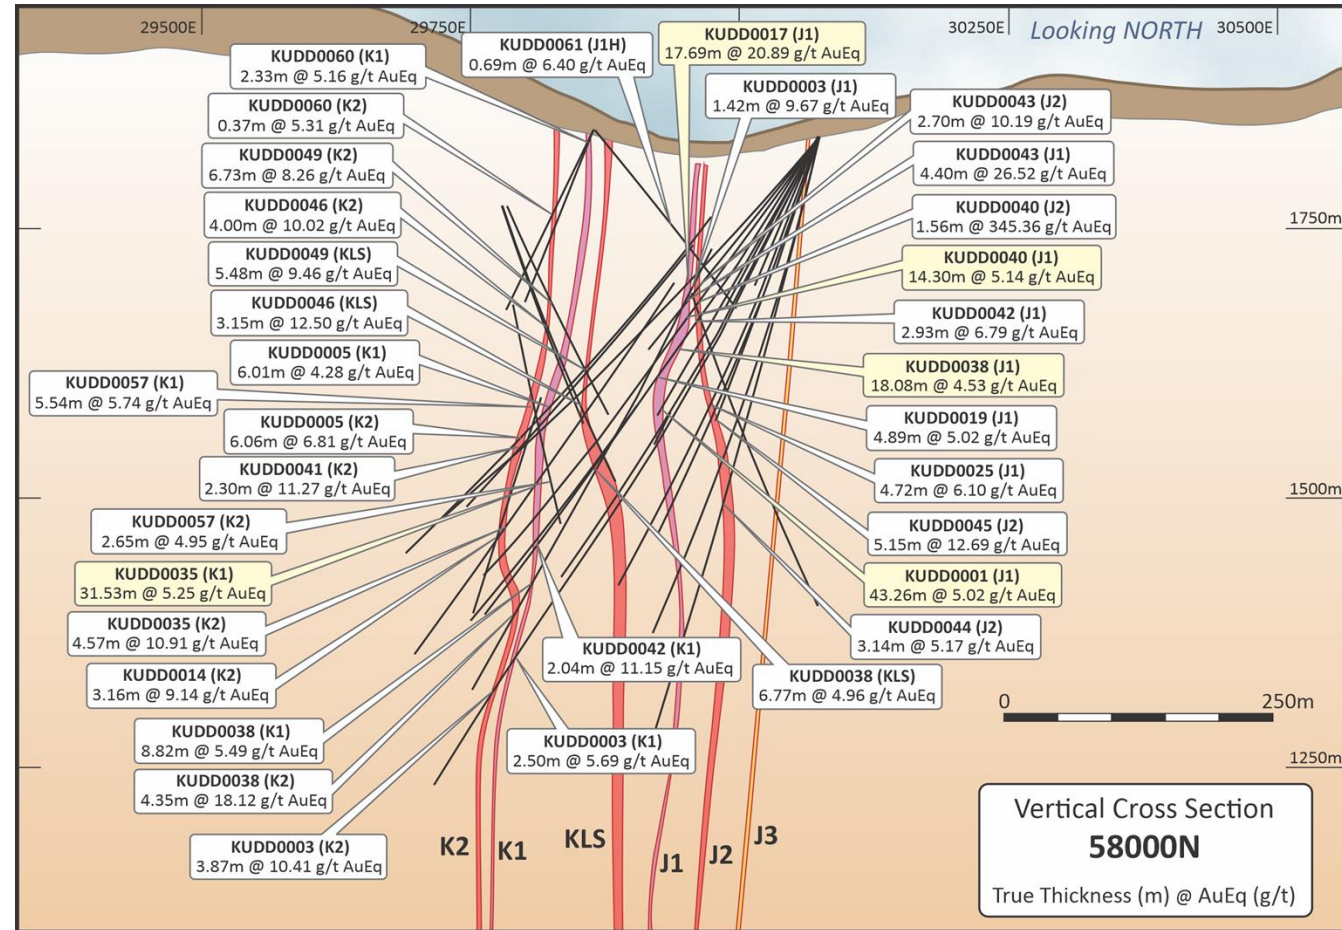 29500E
29750E
30250E
Looking NORTH
30500E
KUDD0060 (K1)
2.33m @ 5.16 g/t AuEq
KUDD0061 (J1H)
0.69m @ 6.40 g/t AuEq
KUDD0017 (J1)
17.69m @ 20.89 g/t AuEq
KUDD0003 (J1)
1.42m @ 9.67 g/t AuEq
KUDD0060 (K2)
0.37m @ 5.31 g/t AuEq
KUDD0049 (K2)
6.73m @ 8.26 g/t AuEq
KUDD0046 (K2)
4.00m @ 10.02 g/t AuEq
KUDD0049 (KLS)
5.48m @ 9.46 g/t AuEq
KUDD0046 (KLS)
3.15m @ 12.50 g/t AuEq
KUDD0005 (K1)
6.01m @ 4.28 g/t AuEq
KUDD0057 (K1)
5.54m @ 5.74 g/t AuEq
KUDD0005 (K2)
6.06m @ 6.81 g/t AuEq
KUDD0041 (K2)
2.30m @ 11.27 g/t AuEq
KUDD0057 (K2)
2.65m @ 4.95 g/t AuEq
KUDD0035 (K1)
31.53m @ 5.25 g/t AuEq
KUDD0035 (K2)
4.57m @ 10.91 g/t AuEq
KUDD0014 (K2)
3.16m @ 9.14 g/t AuEq
KUDD0038 (K1)
8.82m @ 5.49 g/t AuEq
KUDD0038 (K2)
4.35m @ 18.12 g/t AuEq
KUDD0003 (K2)
3.87m @ 10.41 g/t AuEq
KUDD0043 (J2)
2.70m @ 10.19 g/t AuEq
KUDD0043 (J1)
4.40m @ 26.52 g/t AuEq
KUDD0040 (J2)
1.56m @ 345.36 g/t AuEq
KUDD0040 (J1)
14.30m @ 5.14 g/t AuEq
KUDD0042 (J1)
2.93m @ 6.79 g/t AuEq
KUDD0038 (J1)
18.08m @ 4.53 g/t AuEq
KUDD0019 (J1)
4.89m @ 5.02 g/t AuEq
KUDD0025 (J1)
4.72m @ 6.10 g/t AuEq
KUDD0045 (J2)
5.15m @ 12.69 g/t AuEq
KUDD0001 (J1)
43.26m @ 5.02 g/t AuEq
KUDD0044 (J2)
3.14m @ 5.17 g/t AuEq
KUDD0042 (K1)
2.04m @ 11.15 g/t AuEq
KUDD0038 (KLS)
6.77m @ 4.96 g/t AuEq
KUDD0003 (K1)
2.50m @ 5.69 g/t AuEq
1750m
1500m
1250m
0 250m
K2 K1 KLS J1 J2 J3
Vertical Cross Section
58000N
True Thickness (m) @ AuEq (g/t)